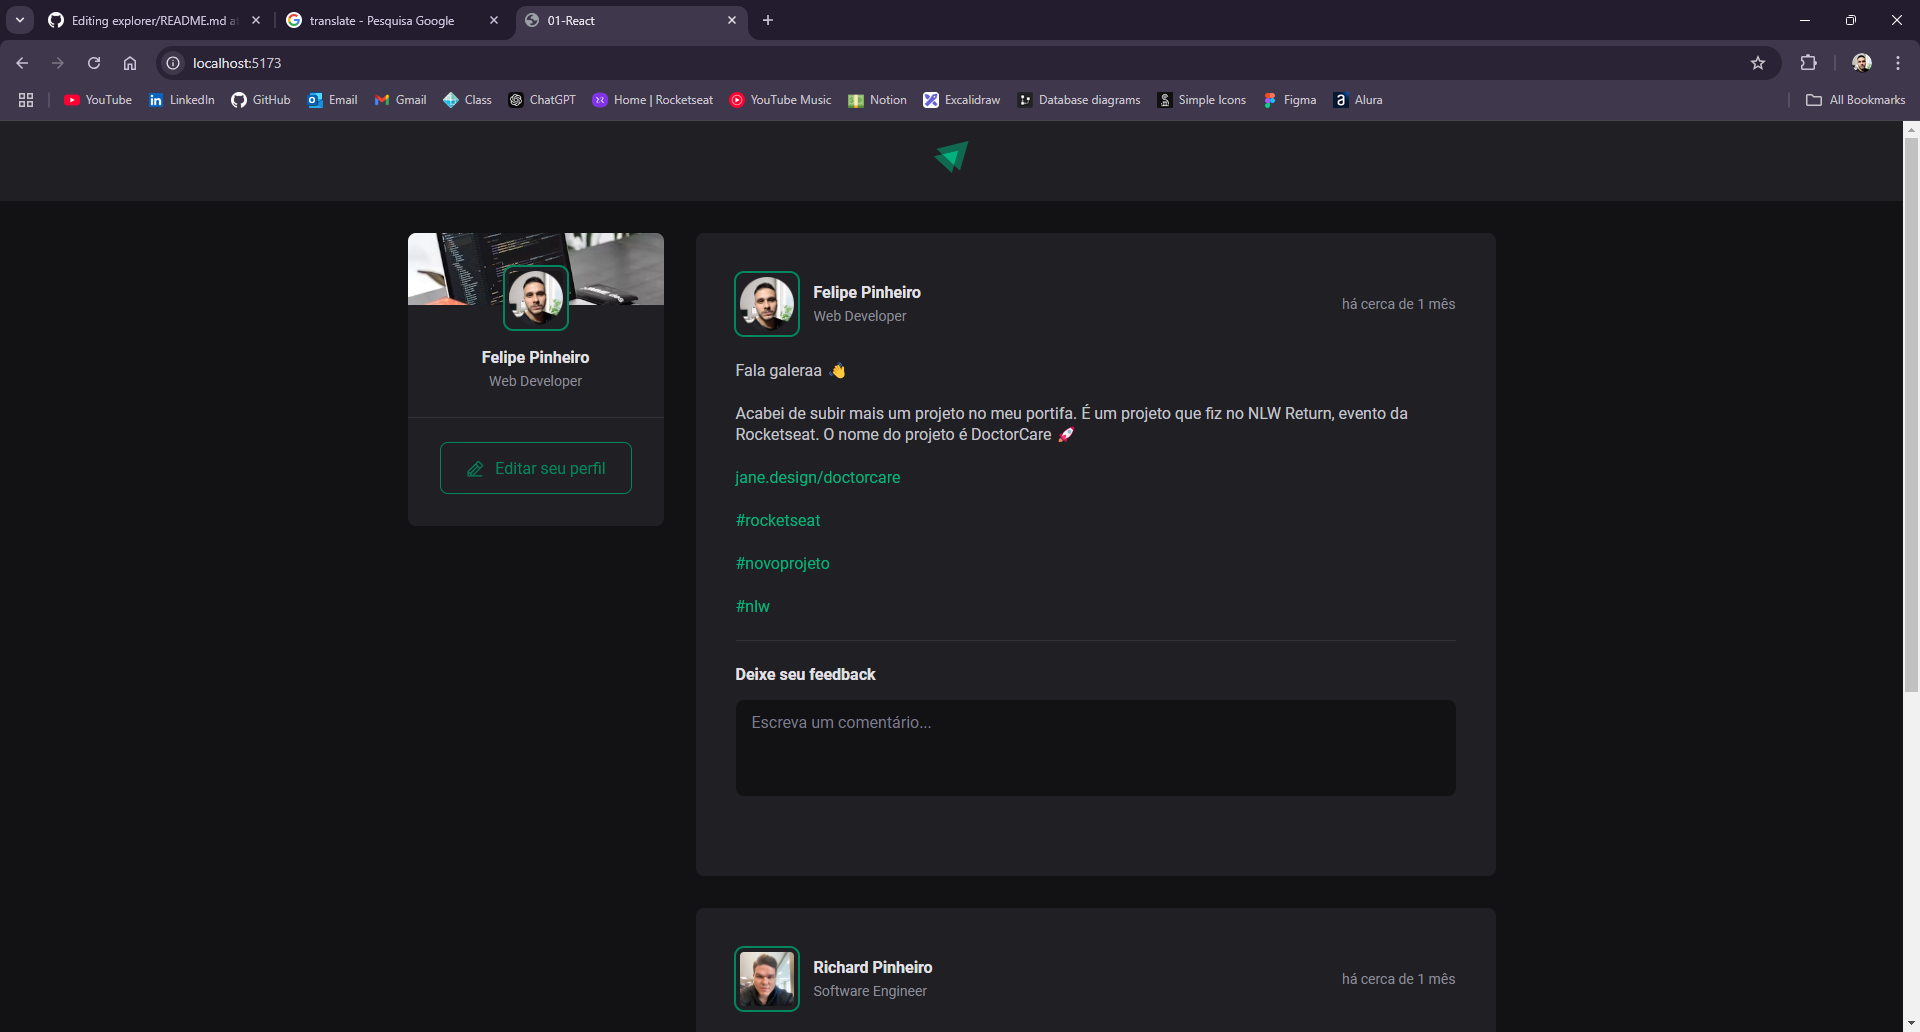 Editing explorer/README.md a
translate - Pesquisa Google
01-React
localhost:5173
YouTube
LinkedIn
GitHub
Email
Gmail
Class
ChatGPT
Home | Rocketseat
YouTube Music
Notion
Excalidraw
Database diagrams
Simple Icons
Figma
Alura
All Bookmarks
Felipe Pinheiro
Web Developer
Editar seu perfil
Felipe Pinheiro
Web Developer
há cerca de 1 mês
Fala galeraa 👋
Acabei de subir mais um projeto no meu portifa. É um projeto que fiz no NLW Return, evento da
Rocketseat. O nome do projeto é DoctorCare 🚀
jane.design/doctorcare
#rocketseat
#novoprojeto
#nlw
Deixe seu feedback
Escreva um comentário...
Richard Pinheiro
Software Engineer
há cerca de 1 mês